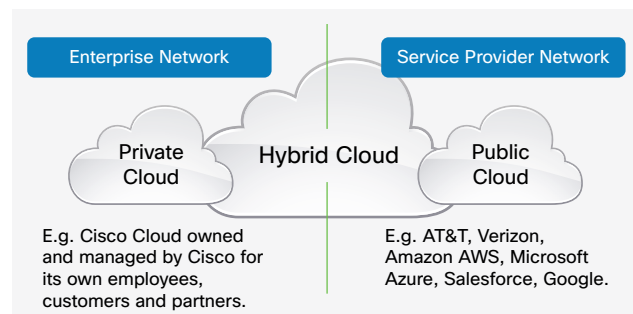 Enterprise Network
Service Provider Network
Private
Cloud
Hybrid Cloud
Public
Cloud
E.g. Cisco Cloud owned
and managed by Cisco for
its own employees,
customers and partners.
E.g. AT&T, Verizon,
Amazon AWS, Microsoft
Azure, Salesforce, Google.